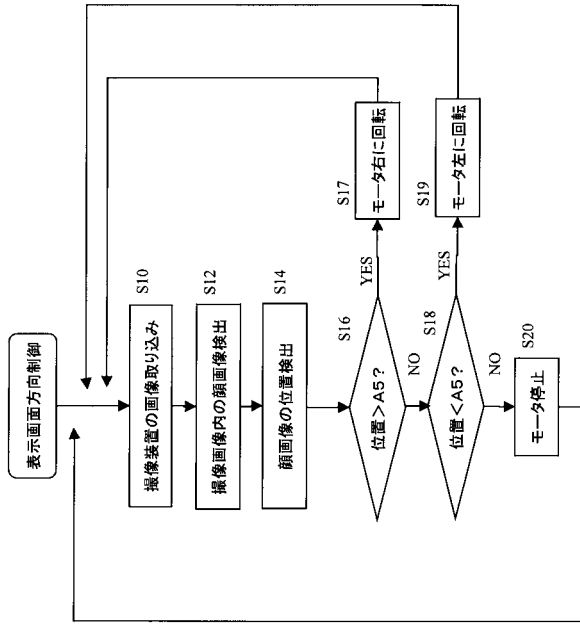 表示画面方向制御
S10
撮像装置の画像取り込み
S12
撮像画像内の顔画像検出
S14
顔画像の位置検出
S16
位置>A5?
YES
S17
モータ右に回転
NO
S18
位置<A5?
YES
S19
モータ左に回転
NO
S20
モータ停止